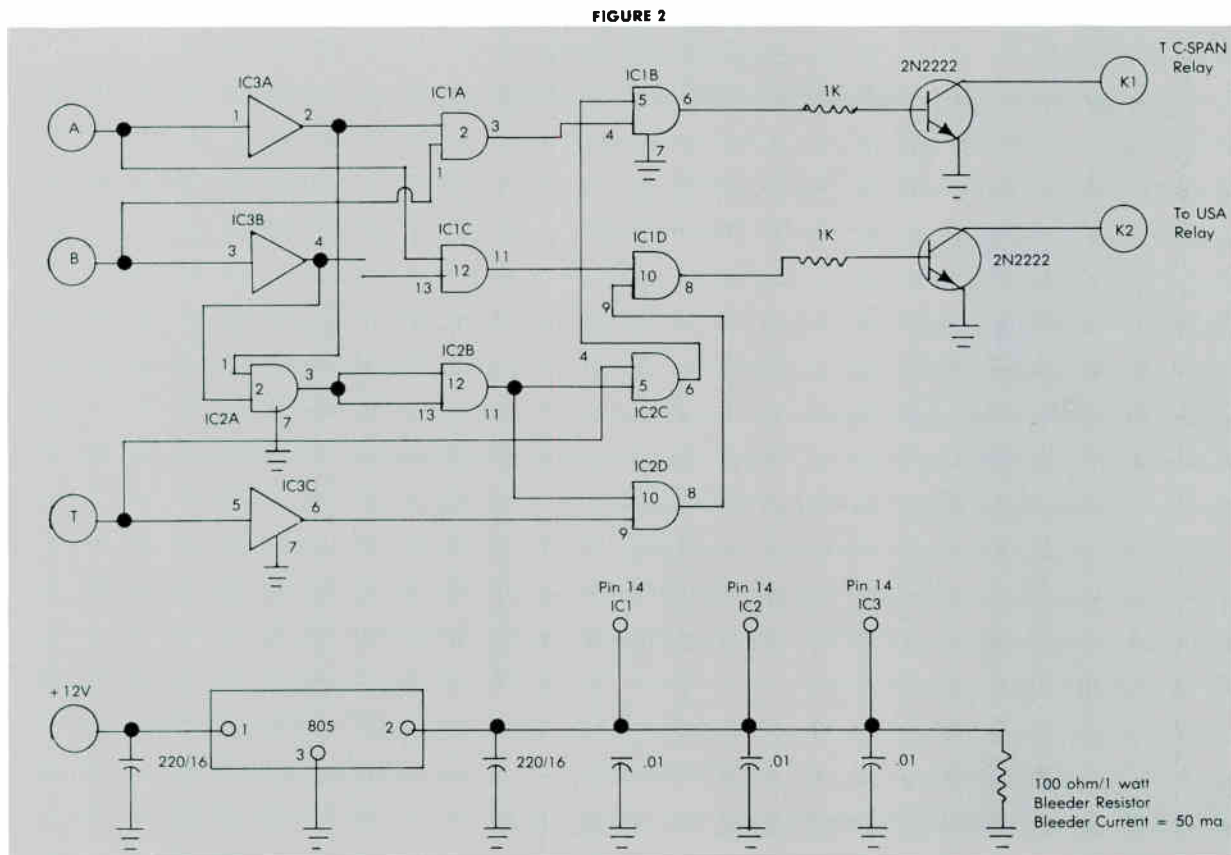 FIGURE 2
T C-SPAN
Relay
2N2222
K1
1K
IC1B
5
6
4
7
IC3A
1
2
IC1A
2
3
1
A
IC3B
3
4
B
IC1C
12
11
13
IC1D
10
8
9
1K
2N2222
To USA
Relay
K2
1
2
3
IC2A
7
IC2B
12
13
11
4
5
6
IC2C
IC2D
10
8
9
T
IC3C
5
6
7
Pin 14
IC1
Pin 14
IC2
Pin 14
IC3
+12V
1
805
2
3
220/16
220/16
.01
.01
.01
100 ohm/1 watt
Bleeder Resistor
Bleeder Current = 50 ma